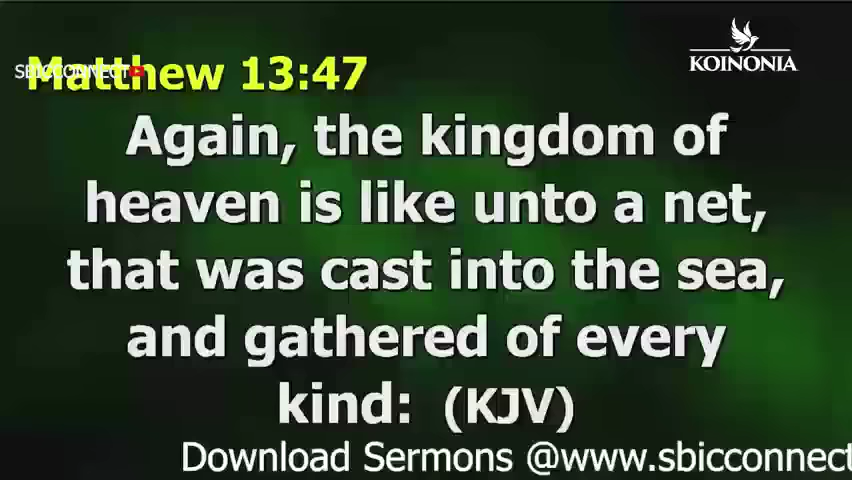 KOINONIA
SBICCONNECT
Matthew 13:47
Again, the kingdom of
heaven is like unto a net,
that was cast into the sea,
and gathered of every
kind: (KJV)
Download Sermons @www.sbicconnect